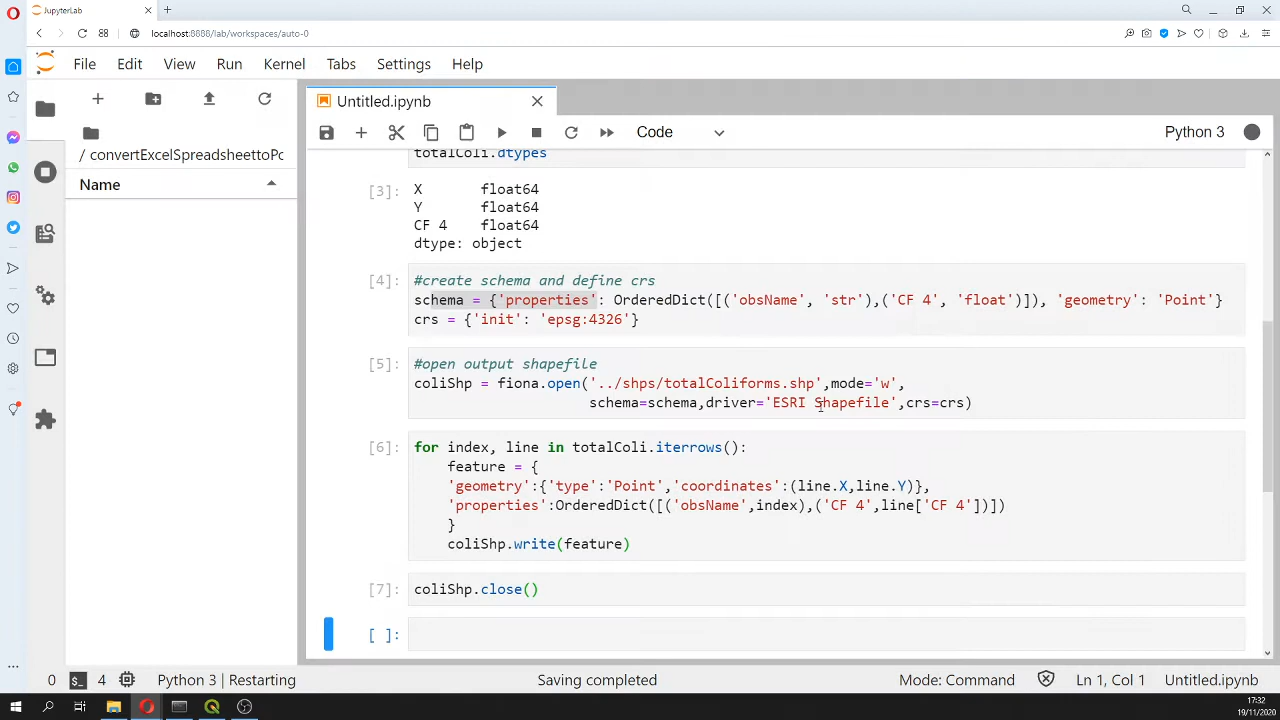 JupyterLab
88
localhost:8888/lab/workspaces/auto-0
File Edit View Run Kernel Tabs Settings Help
Untitled.ipynb
Code
Python 3
/ convertExcelSpreadsheettoPc
Name
totalColi.dtypes
[3]:
X float64
Y float64
CF 4 float64
dtype: object
[4]:
#create schema and define crs
schema = {'properties': OrderedDict([('obsName', 'str'),('CF 4', 'float')]), 'geometry': 'Point'}
crs = {'init': 'epsg:4326'}
[5]:
#open output shapefile
coliShp = fiona.open('../shps/totalColiforms.shp',mode='w',
schema=schema,driver='ESRI Shapefile',crs=crs)
[6]:
for index, line in totalColi.iterrows():
feature = {
'geometry':{'type':'Point','coordinates':(line.X,line.Y)},
'properties':OrderedDict([('obsName',index),('CF 4',line['CF 4'])])
}
coliShp.write(feature)
[7]:
coliShp.close()
[ ]:
0 4 Python 3 | Restarting Saving completed Mode: Command Ln 1, Col 1 Untitled.ipynb
17:32
19/11/2020